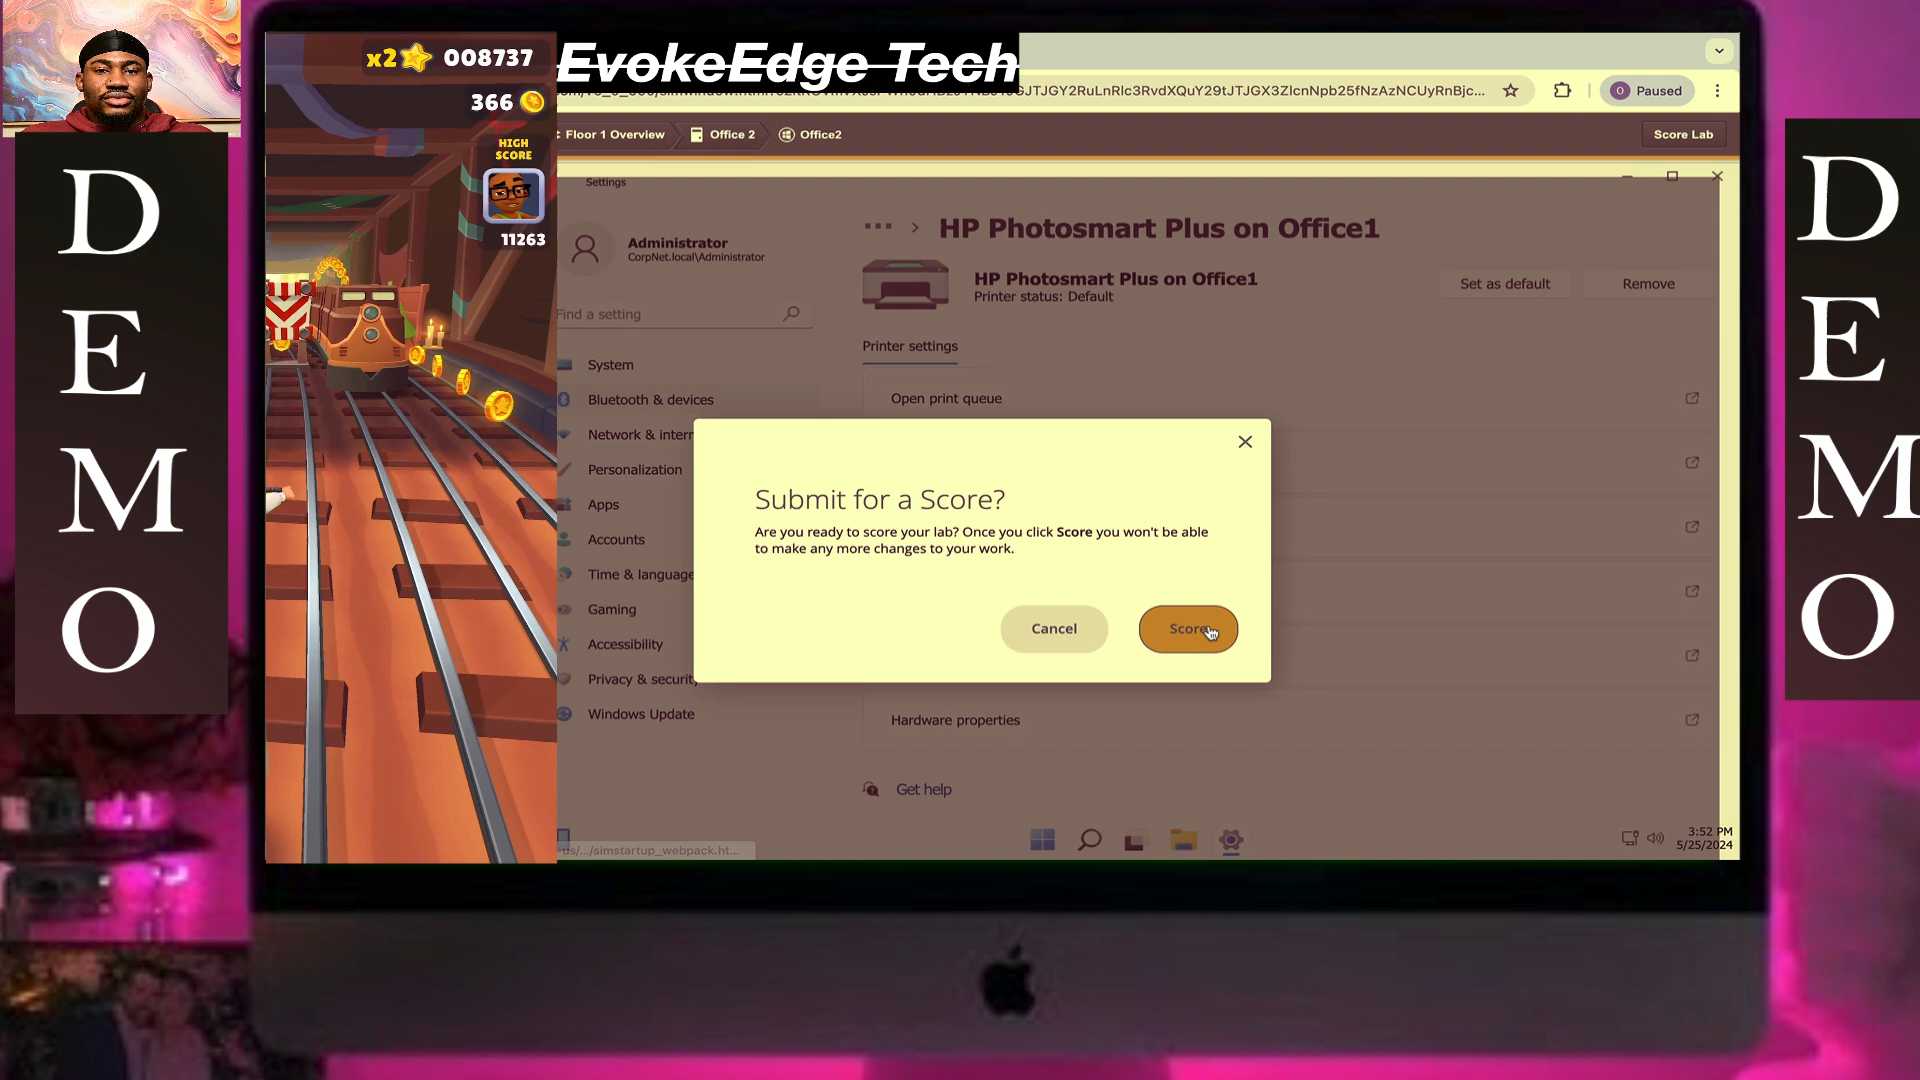 D
E
M
O
x2 008737
366
HIGH
SCORE
11263
EvokeEdge Tech
Paused
Floor 1 Overview
Office 2
Office2
Score Lab
Settings
Administrator
CorpNet.local\Administrator
Find a setting
System
Bluetooth & devices
Network & intern
Personalization
Apps
Accounts
Time & language
Gaming
Accessibility
Privacy & security
Windows Update
HP Photosmart Plus on Office1
HP Photosmart Plus on Office1
Printer status: Default
Set as default
Remove
Printer settings
Open print queue
Submit for a Score?
Are you ready to score your lab? Once you click Score you won't be able
to make any more changes to your work.
Cancel
Score
Hardware properties
Get help
us/.../simstartup_webpack.ht...
3:52 PM
5/25/2024
D
E
M
O